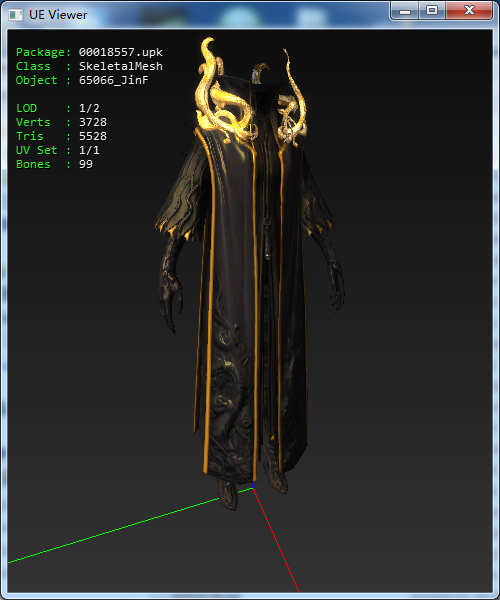 UE Viewer
Package: 00018557.upk
Class : SkeletalMesh
Object : 65066_JinF
LOD : 1/2
Verts : 3728
Tris : 5528
UV Set : 1/1
Bones : 99